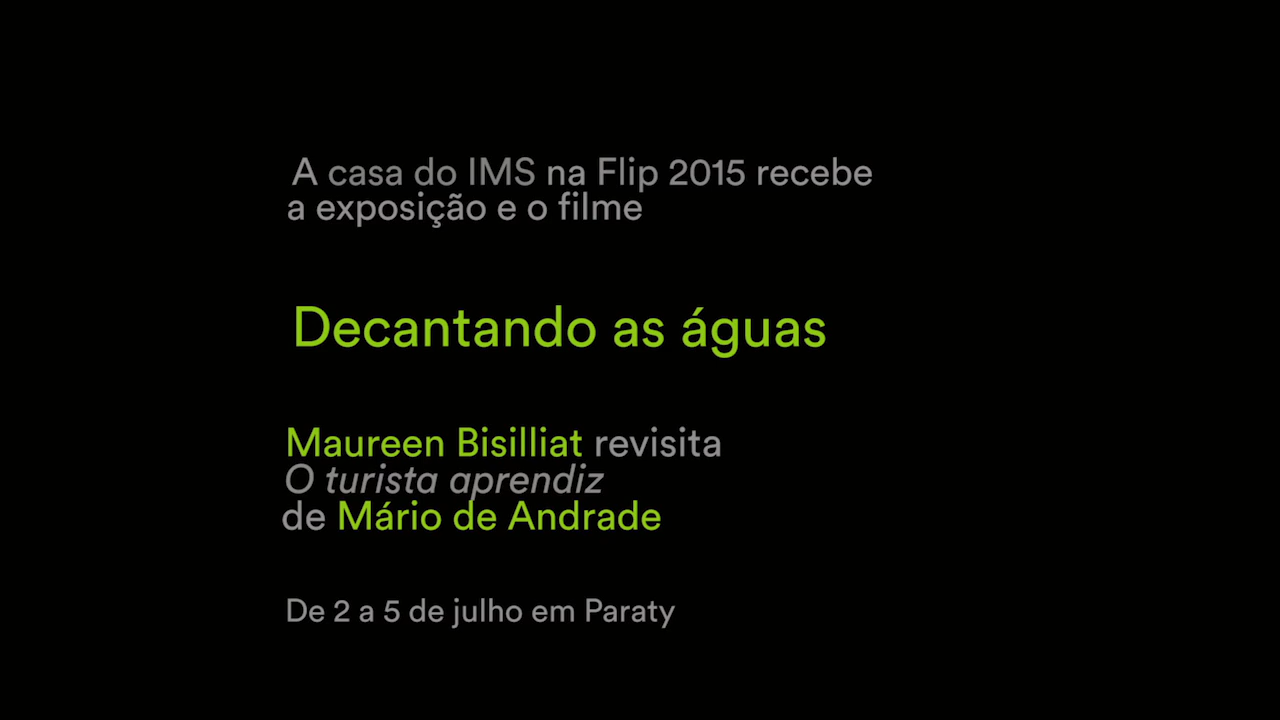 A casa do IMS na Flip 2015 recebe
a exposição e o filme
Decantando as águas
Maureen Bisilliat revisita
O turista aprendiz
de Mário de Andrade
De 2 a 5 de julho em Paraty